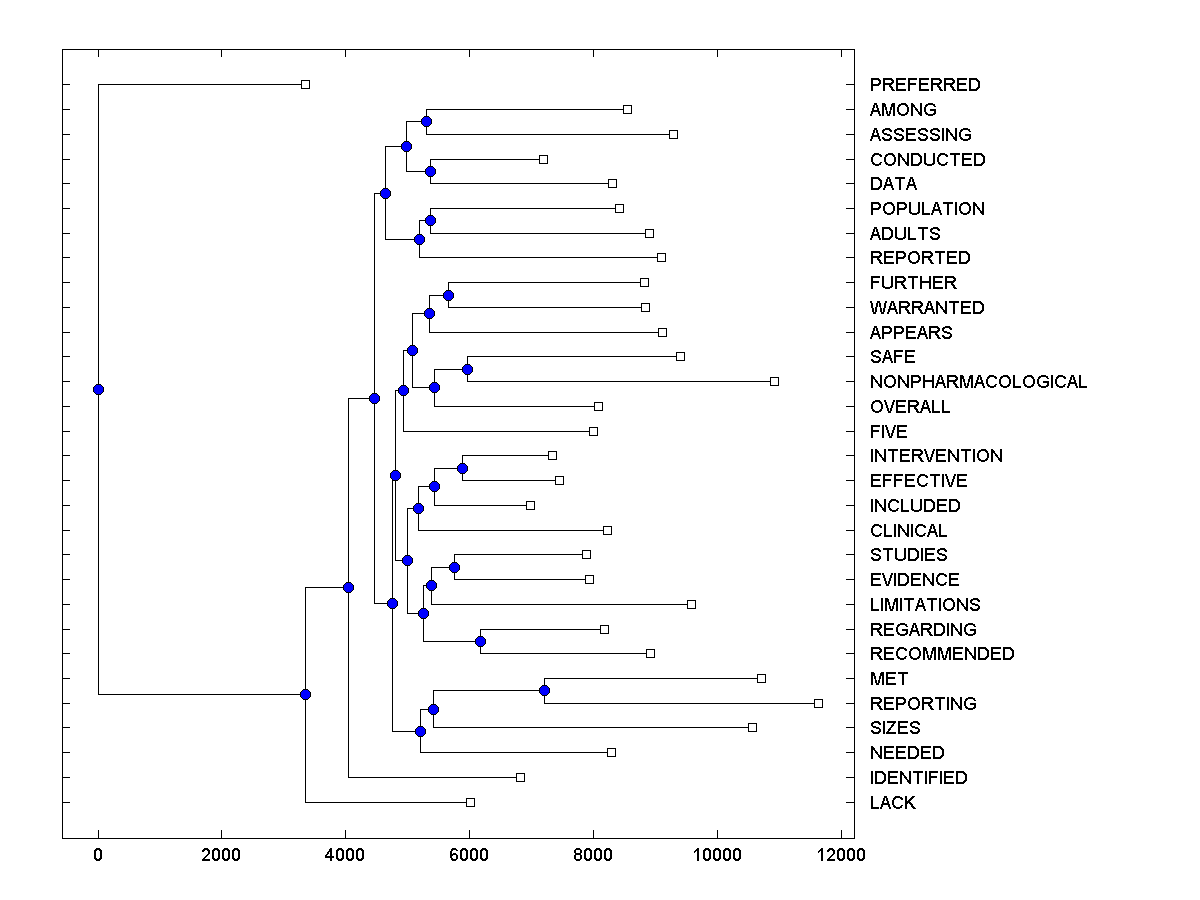 PREFERRED
AMONG
ASSESSING
CONDUCTED
DATA
POPULATION
ADULTS
REPORTED
FURTHER
WARRANTED
APPEARS
SAFE
NONPHARMACOLOGICAL
OVERALL
FIVE
INTERVENTION
EFFECTIVE
INCLUDED
CLINICAL
STUDIES
EVIDENCE
LIMITATIONS
REGARDING
RECOMMENDED
MET
REPORTING
SIZES
NEEDED
IDENTIFIED
LACK
0 2000 4000 6000 8000 10000 12000